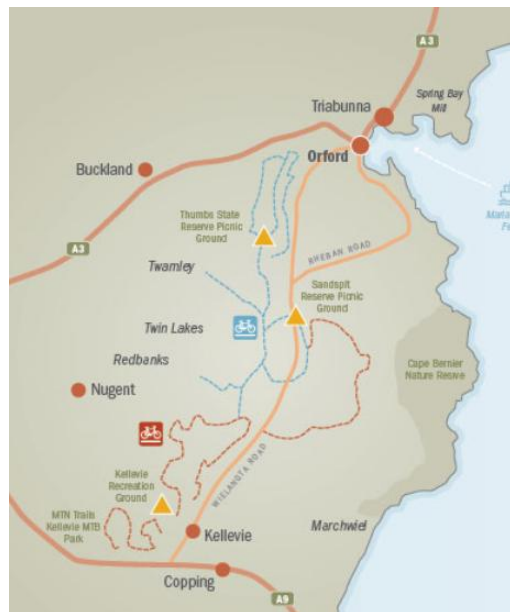 A3
Spring Bay
Mill
Triabunna
Orford
Buckland
Thumbs State
Reserve Picnic
Ground
A3
BHEBAN ROAD
Twamley
Sandspit
Reserve Picnic
Ground
Twin Lakes
Redbanks
Cape Bernier
Nature Resive
Nugent
Kellevie
Recreation
Ground
WIELANGTA ROAD
MTN Trails
Kellevie MTB
Park
Marchwiel
Kellevie
Copping
A9